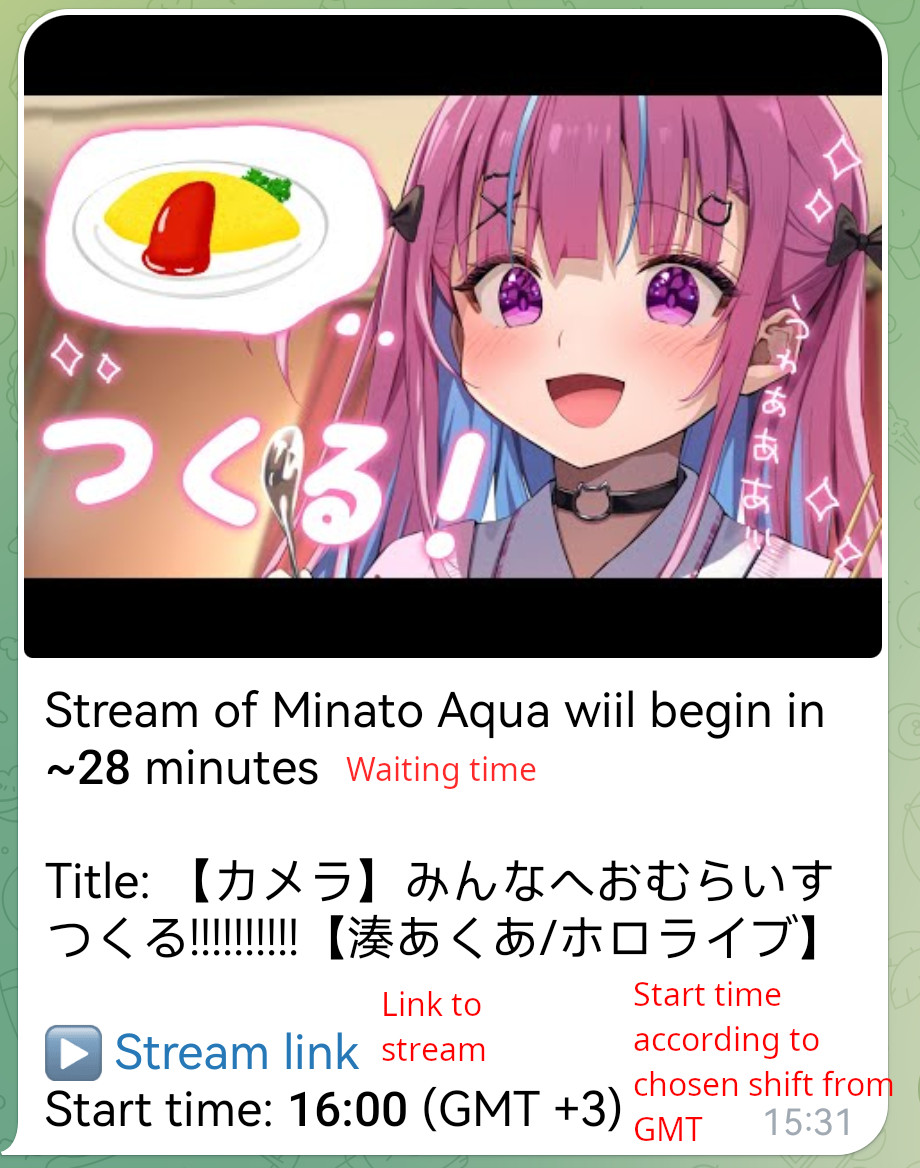 つくる！
うわぁああ
Stream of Minato Aqua wiil begin in
~28 minutes
Waiting time
Title: 【カメラ】みんなへおむらいす
つくる!!!!!!!!!!【湊あくあ/ホロライブ】
Link to
stream
Stream link
Start time: 16:00 (GMT +3)
Start time
according to
chosen shift from
GMT
15:31